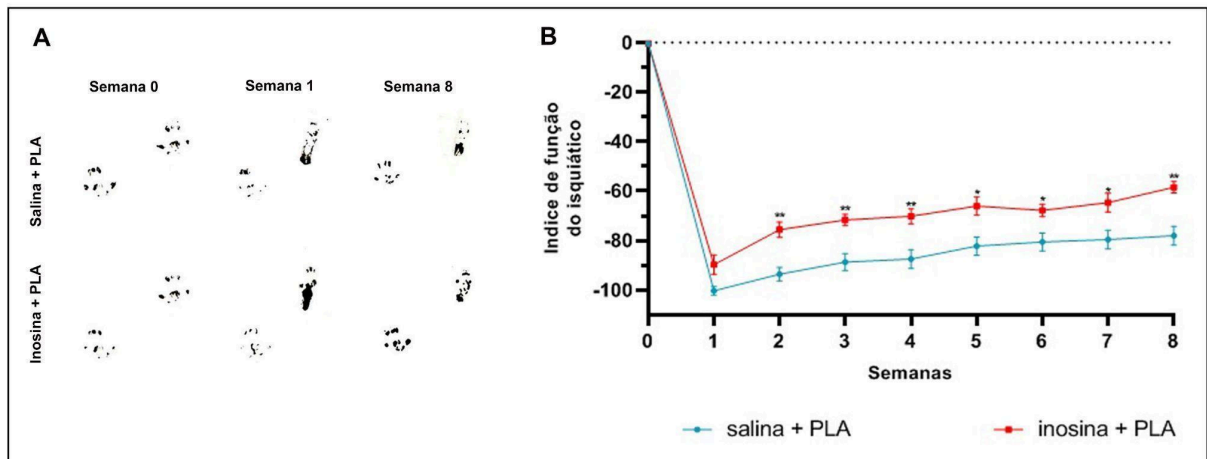 A
Semana 0
Semana 1
Semana 8
Salina + PLA
Inosina + PLA
B
Indice de função
do isquiático
0
-20
-40
-60
-80
-100
**
**
**
*
*
*
**
0 1 2 3 4 5 6 7 8
Semanas
salina + PLA
inosina + PLA